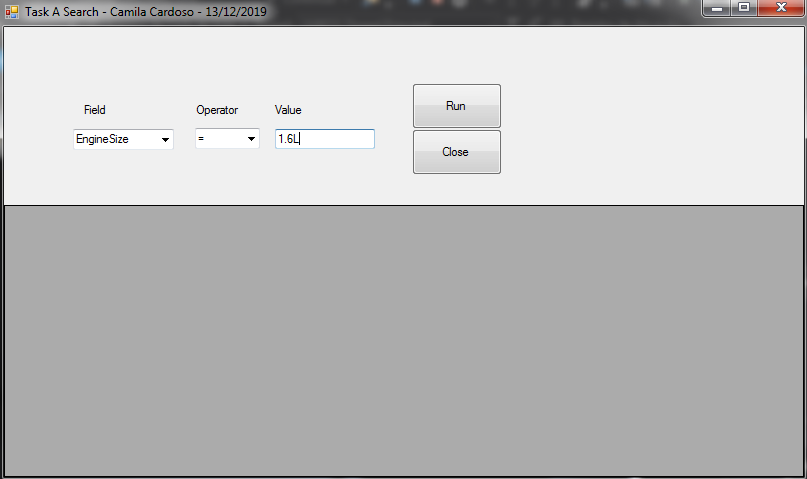 Task A Search - Camila Cardoso - 13/12/2019
Field Operator Value
EngineSize = 1.6L
Run
Close